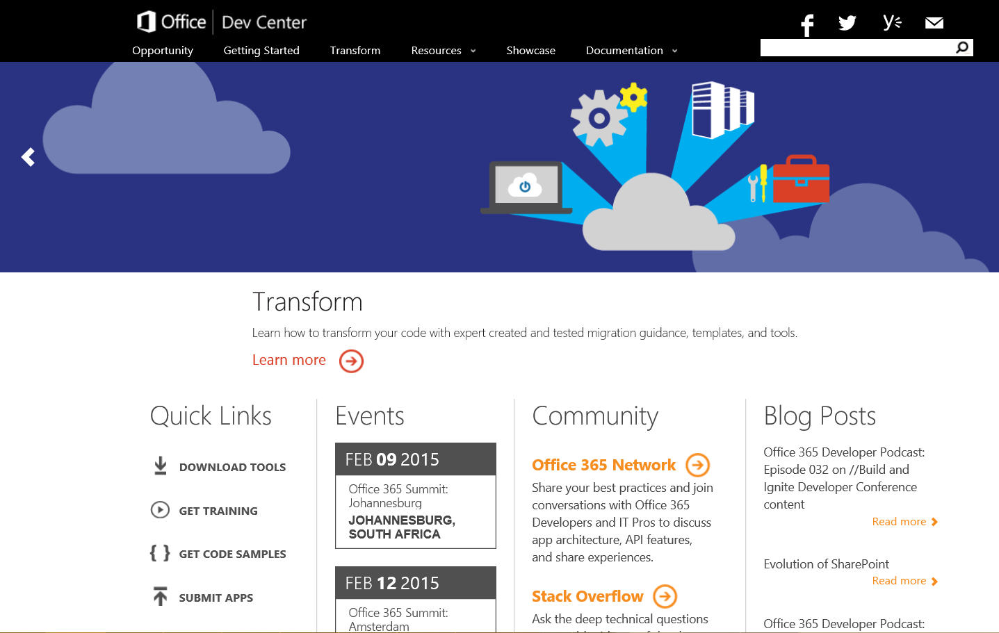 Office | Dev Center
Opportunity
Getting Started
Transform
Resources
Showcase
Documentation
Transform
Learn how to transform your code with expert created and tested migration guidance, templates, and tools.
Learn more
Quick Links
DOWNLOAD TOOLS
GET TRAINING
GET CODE SAMPLES
SUBMIT APPS
Events
FEB 09 2015
Office 365 Summit:
Johannesburg
JOHANNESBURG,
SOUTH AFRICA
FEB 12 2015
Office 365 Summit:
Amsterdam
Community
Office 365 Network
Share your best practices and join
conversations with Office 365
Developers and IT Pros to discuss
app architecture, API features,
and share experiences.
Stack Overflow
Ask the deep technical questions
Blog Posts
Office 365 Developer Podcast:
Episode 032 on //Build and
Ignite Developer Conference
content
Read more
Evolution of SharePoint
Read more
Office 365 Developer Podcast: